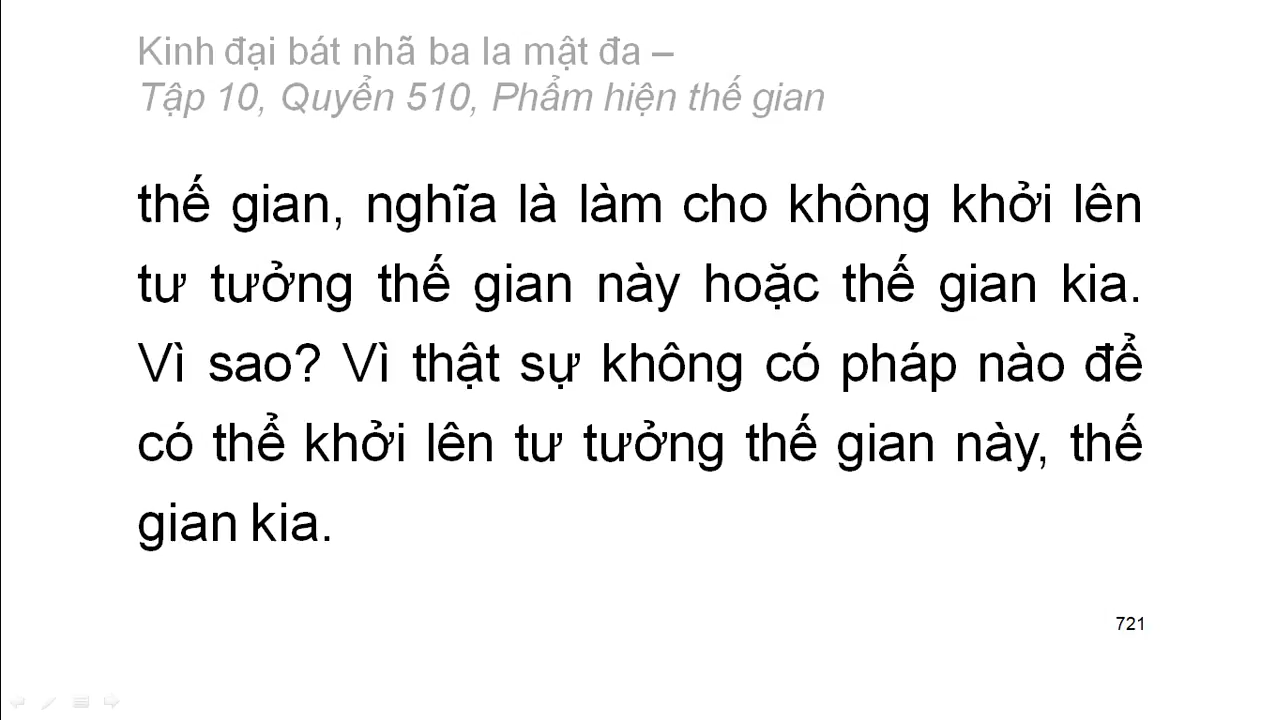 Kinh đại bát nhã ba la mật đa –
Tập 10, Quyển 510, Phẩm hiện thế gian
thế gian, nghĩa là làm cho không khởi lên
tư tưởng thế gian này hoặc thế gian kia.
Vì sao? Vì thật sự không có pháp nào để
có thể khởi lên tư tưởng thế gian này, thế
gian kia.
721